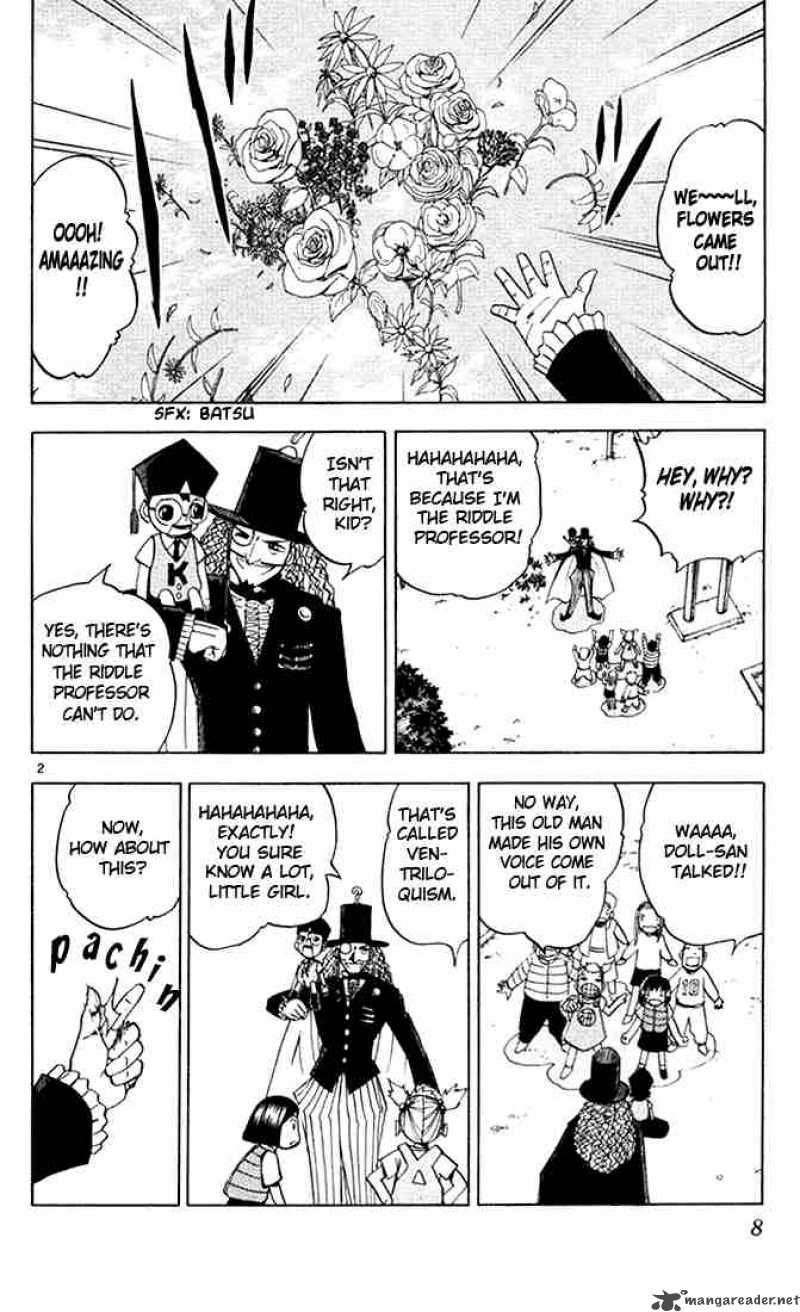 WE~~~~LL,
FLOWERS
CAME
OUT!!
OOOH!
AMAAAZING
!!
SFX: BATSU
HEY, WHY?
WHY?!
HAHAHAHAHA,
THAT'S
BECAUSE I'M
THE RIDDLE
PROFESSOR!
ISN'T
THAT
RIGHT,
KID?
K
YES, THERE'S
NOTHING THAT
THE RIDDLE
PROFESSOR
CAN'T DO.
2
WAAAA,
DOLL-SAN
TALKED!!
NO WAY,
THIS OLD MAN
MADE HIS OWN
VOICE COME
OUT OF IT.
10
THAT'S
CALLED
VEN-
TRILO-
QUISM.
HAHAHAHAHA,
EXACTLY!
YOU SURE
KNOW A LOT,
LITTLE GIRL.
?
NOW,
HOW ABOUT
THIS?
pachin
8
mangareader.net